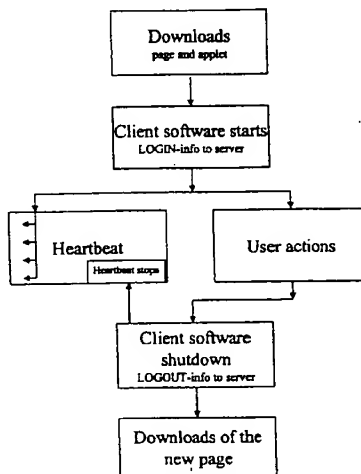 Downloads
page and applet
Client software starts
LOGIN-info to server
Heartbeat
Heartbeat stops
User actions
Client software
shutdown
LOGOUT-info to server
Downloads of the
new page